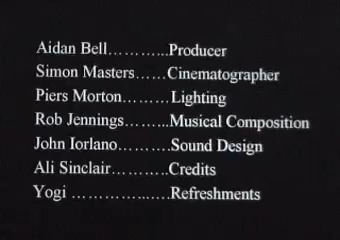 Aidan Bell………...Producer
Simon Masters……Cinematographer
Piers Morton………Lighting
Rob Jennings……...Musical Composition
John Iorlano……….Sound Design
Ali Sinclair………..Credits
Yogi …………...….Refreshments